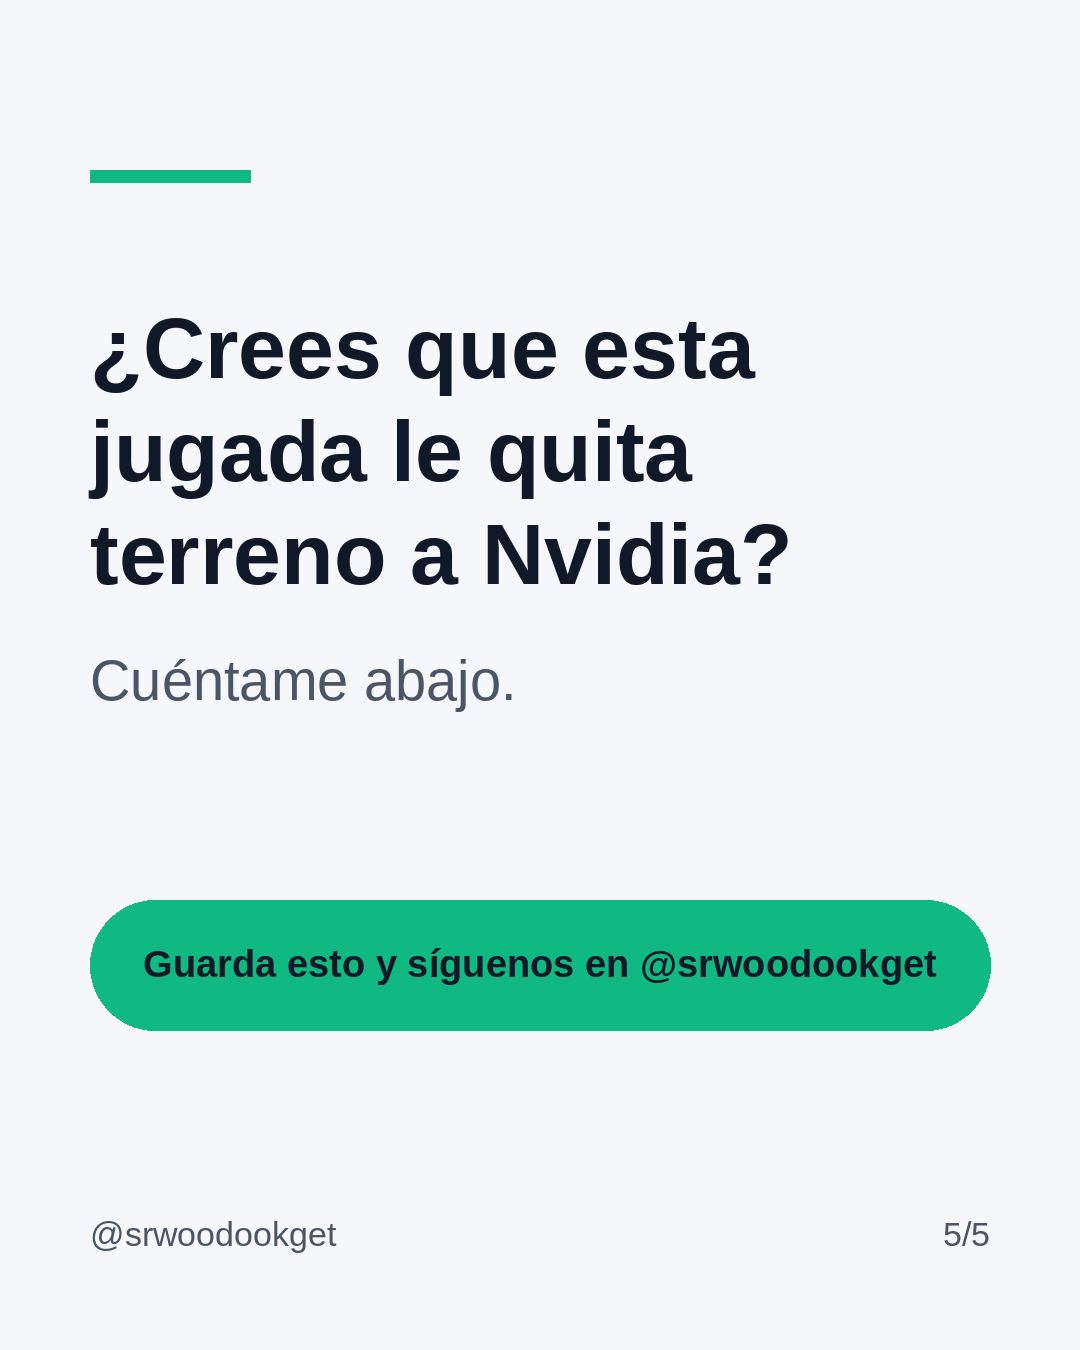 ¿Crees que esta
jugada le quita
terreno a Nvidia?
Cuéntame abajo.
Guarda esto y síguenos en @srwoodookget
@srwoodookget
5/5